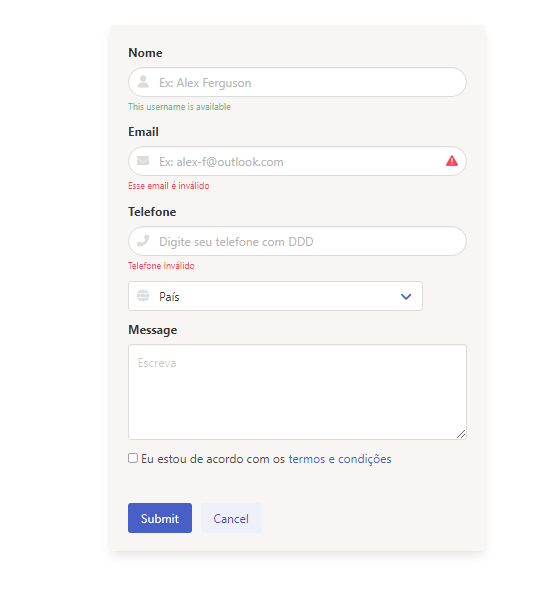 Nome
Ex: Alex Ferguson
This username is available
Email
Ex: alex-f@outlook.com
Esse email é inválido
Telefone
Digite seu telefone com DDD
Telefone inválido
País
Message
Escreva
Eu estou de acordo com os termos e condições
Submit Cancel